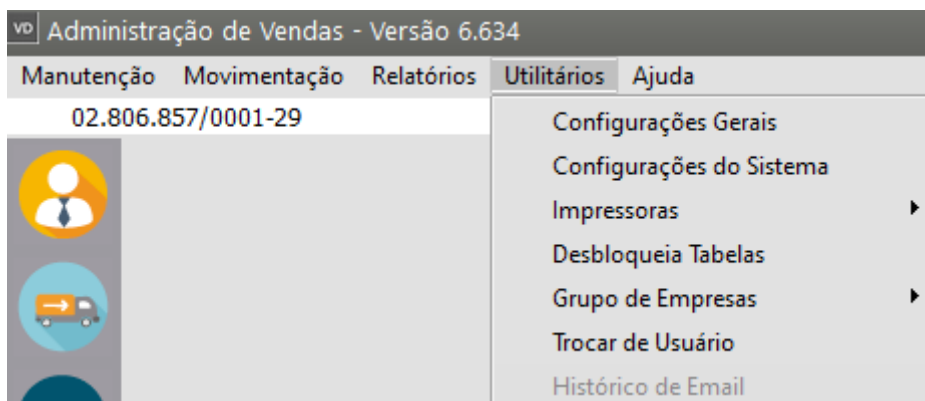 VD Administração de Vendas - Versão 6.634
Manutenção Movimentação Relatórios Utilitários Ajuda
02.806.857/0001-29
Configurações Gerais
Configurações do Sistema
Impressoras
Desbloqueia Tabelas
Grupo de Empresas
Trocar de Usuário
Histórico de Email